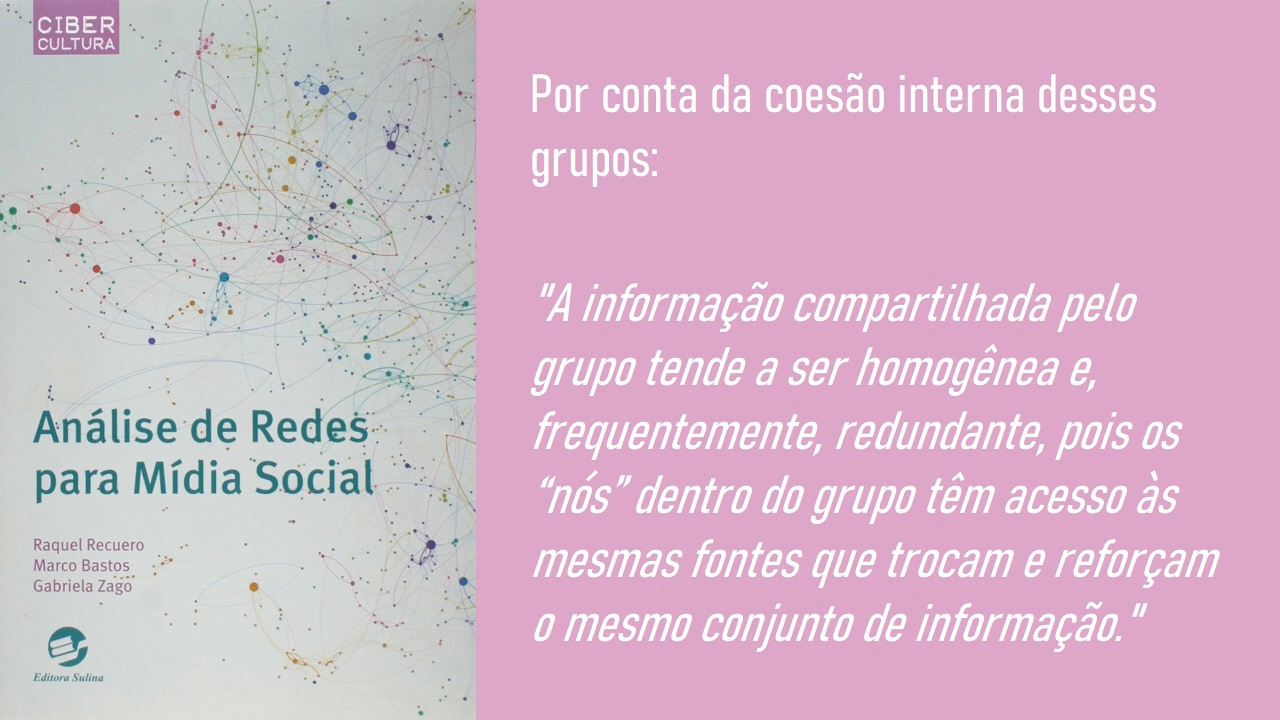 CIBER
CULTURA
Análise de Redes
para Mídia Social
Raquel Recuero
Marco Bastos
Gabriela Zago
Editora Sulina
Por conta da coesão interna desses
grupos:
"A informação compartilhada pelo
grupo tende a ser homogênea e,
frequentemente, redundante, pois os
“nós” dentro do grupo têm acesso às
mesmas fontes que trocam e reforçam
o mesmo conjunto de informação."